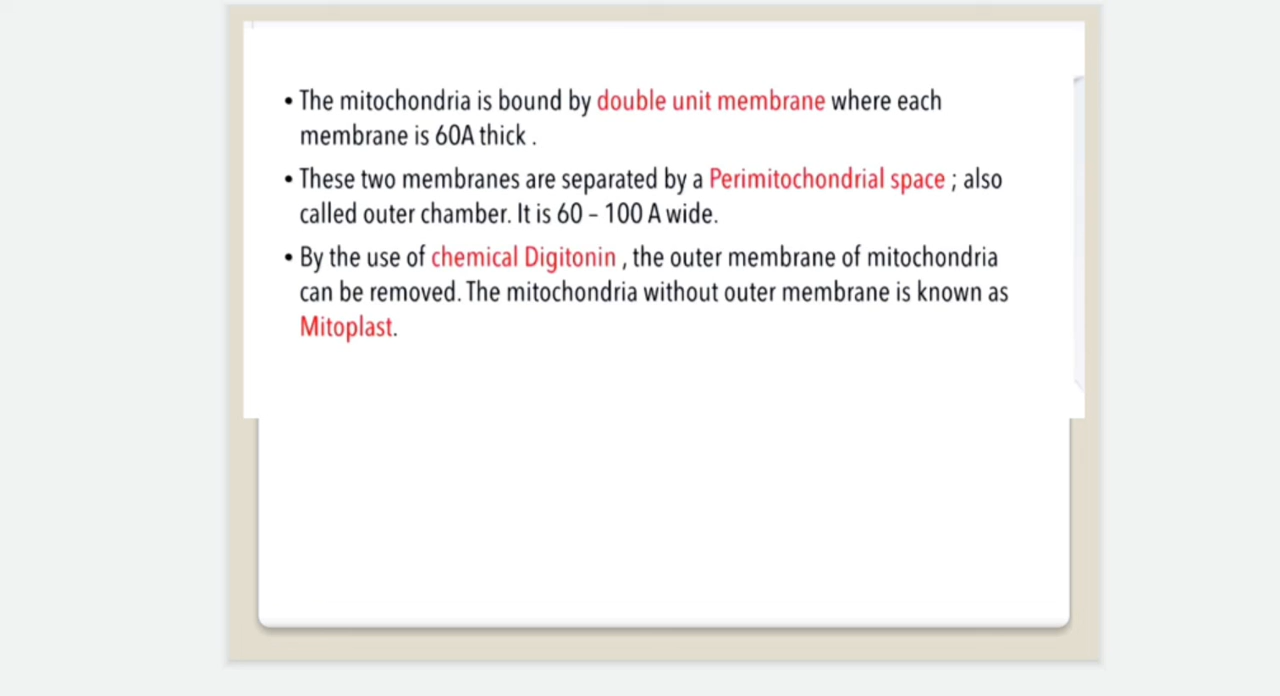 • The mitochondria is bound by double unit membrane where each
membrane is 60A thick .
• These two membranes are separated by a Perimitochondrial space ; also
called outer chamber. It is 60 – 100 A wide.
• By the use of chemical Digitonin , the outer membrane of mitochondria
can be removed. The mitochondria without outer membrane is known as
Mitoplast.